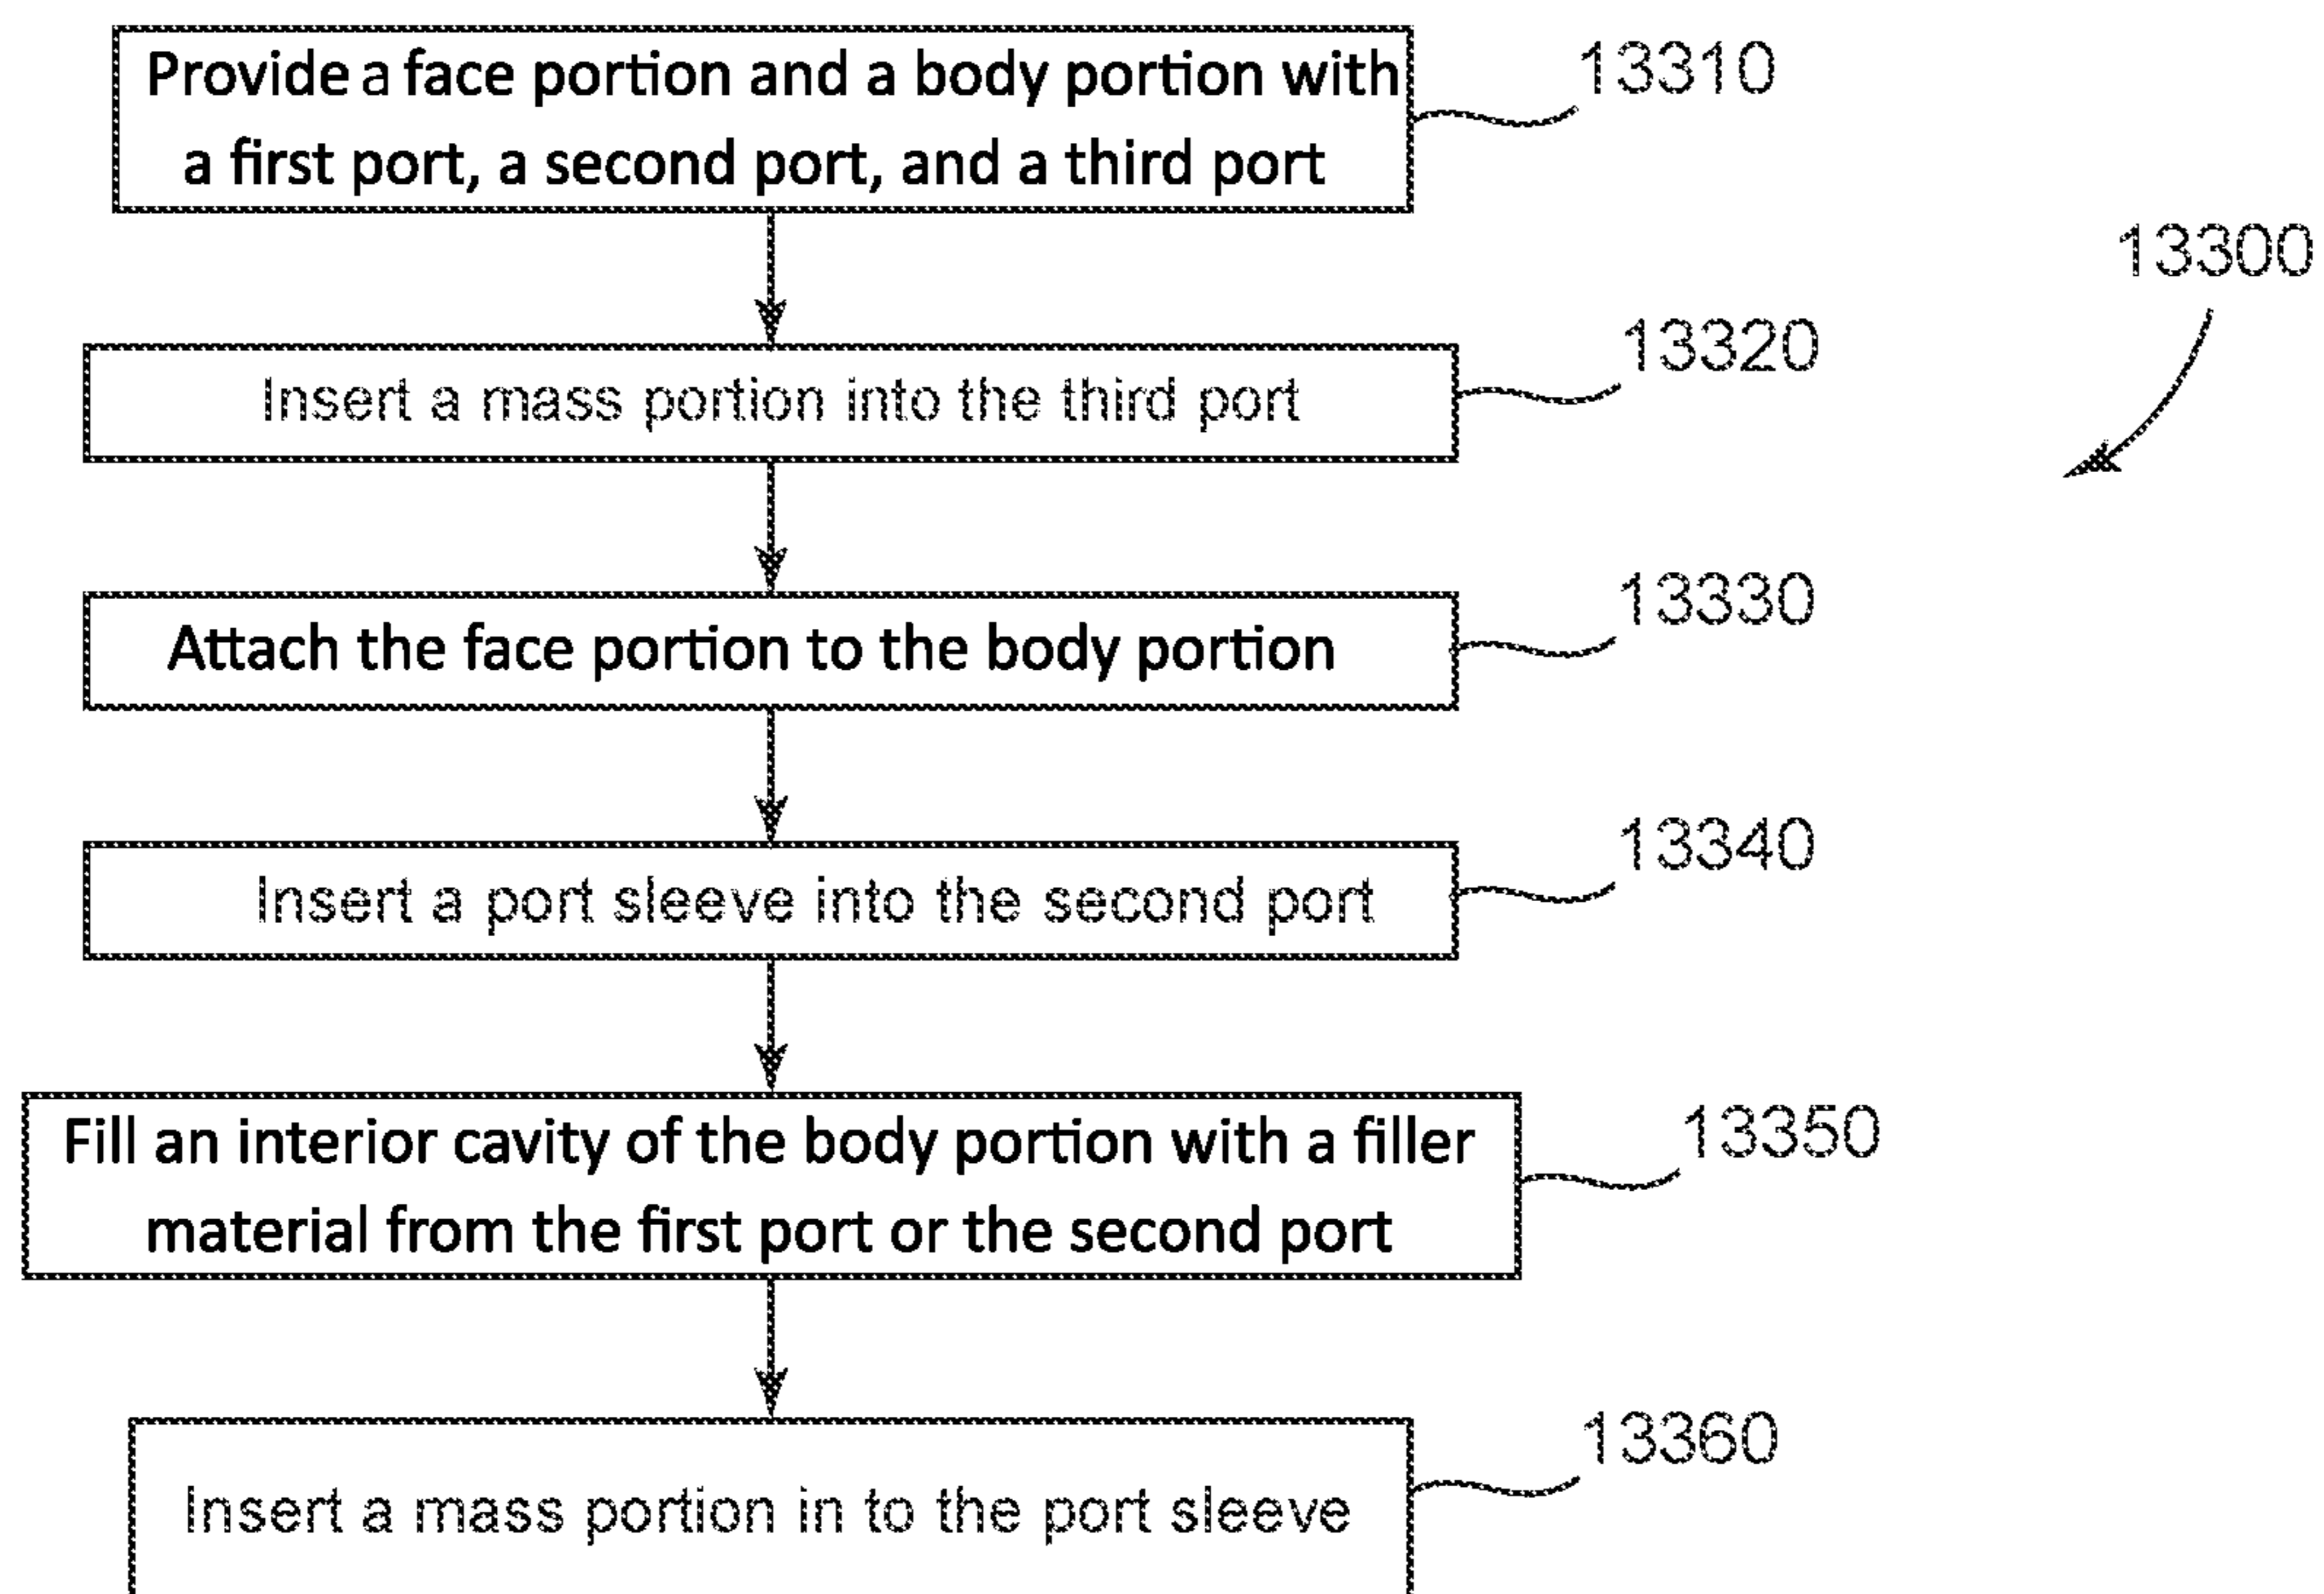 Provide a face portion and a body portion with
a first port, a second port, and a third port
13310
13300
Insert a mass portion into the third port
13320
Attach the face portion to the body portion
13330
Insert a port sleeve into the second port
13340
Fill an interior cavity of the body portion with a filler
material from the first port or the second port
13350
Insert a mass portion in to the port sleeve
13360